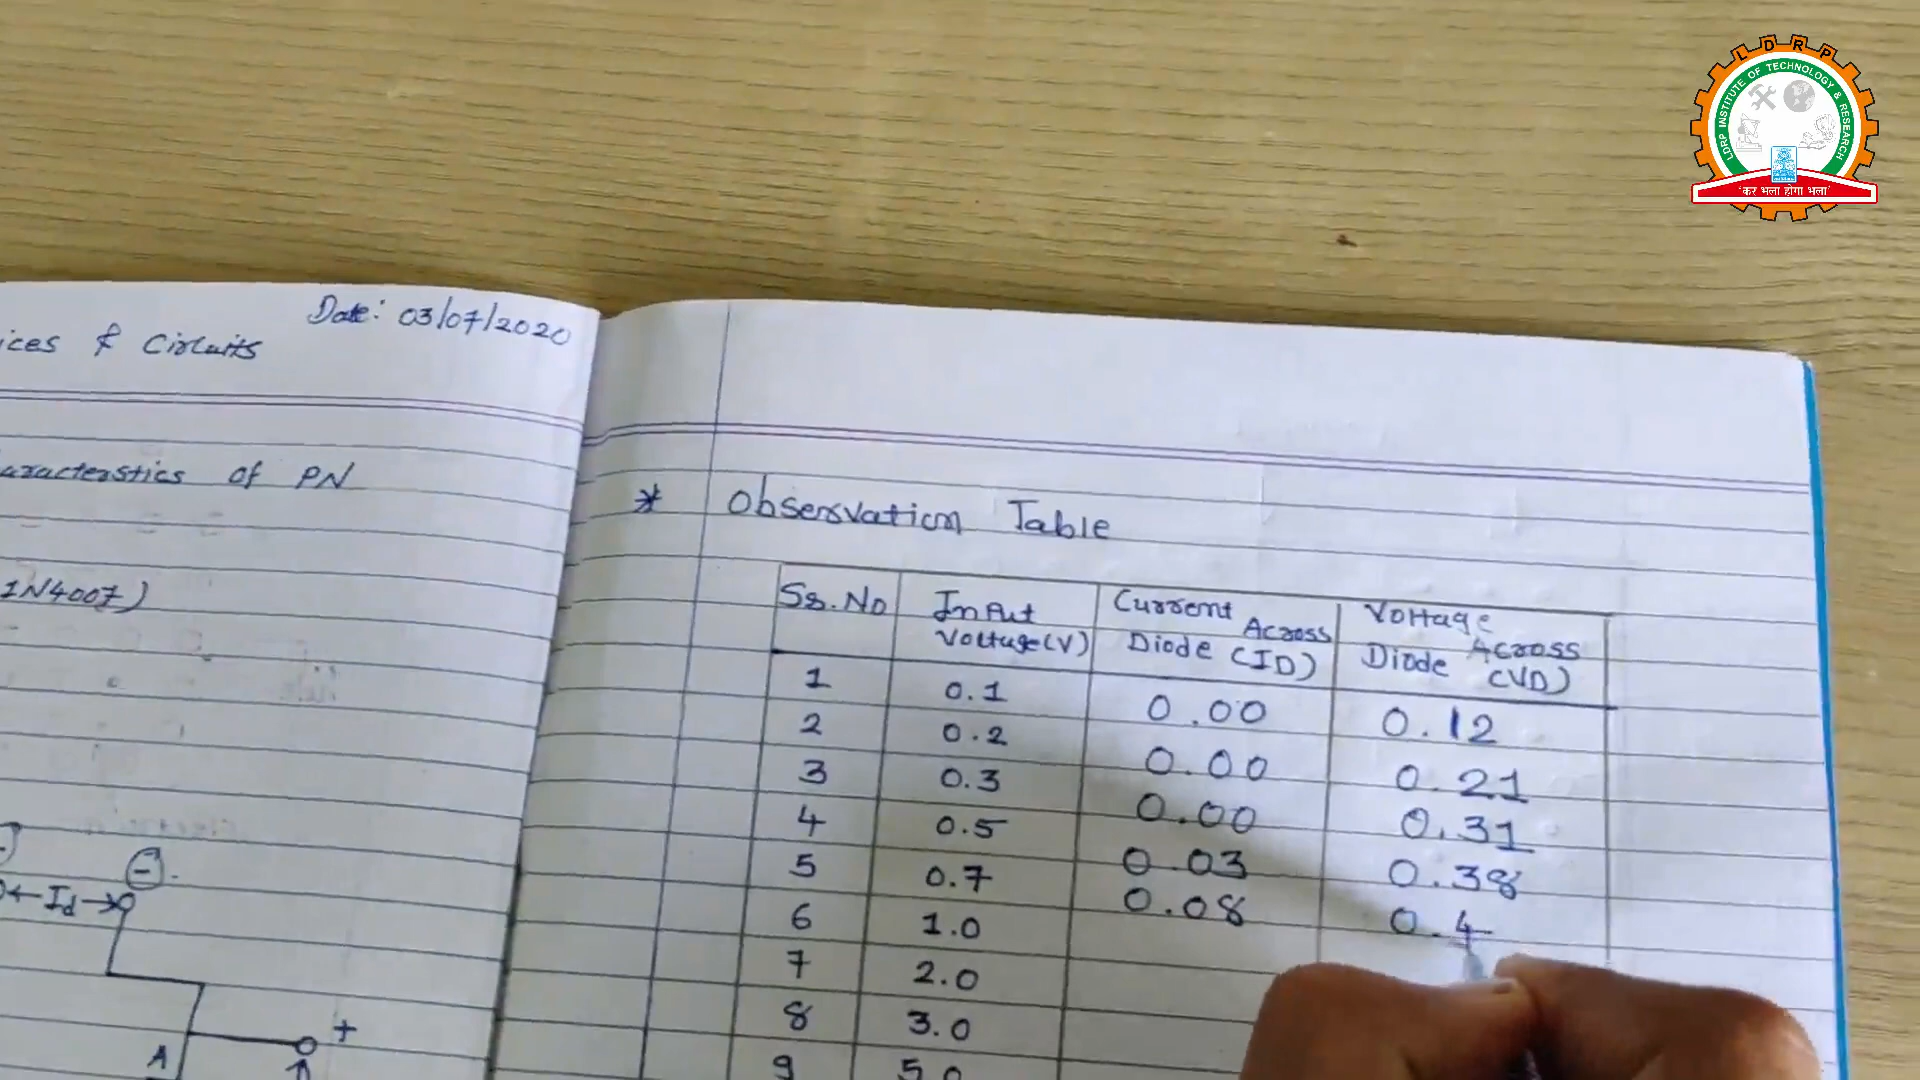 LDRP
LDRP INSTITUTE OF TECHNOLOGY & RESEARCH
'कर भला होगा भला'
Date: 03/07/2020
ices & Circuits
aracterstics of PN
1N4007)
(-)
Id
+
A
* Observation Table
Sr.No Input Voltage(V) Current Across Diode (ID) Voltage Across Diode (VD)
1 0.1 0.00 0.12
2 0.2 0.00 0.21
3 0.3 0.00 0.31
4 0.5 0.03 0.38
5 0.7 0.08 0.4
6 1.0
7 2.0
8 3.0
9 5.0